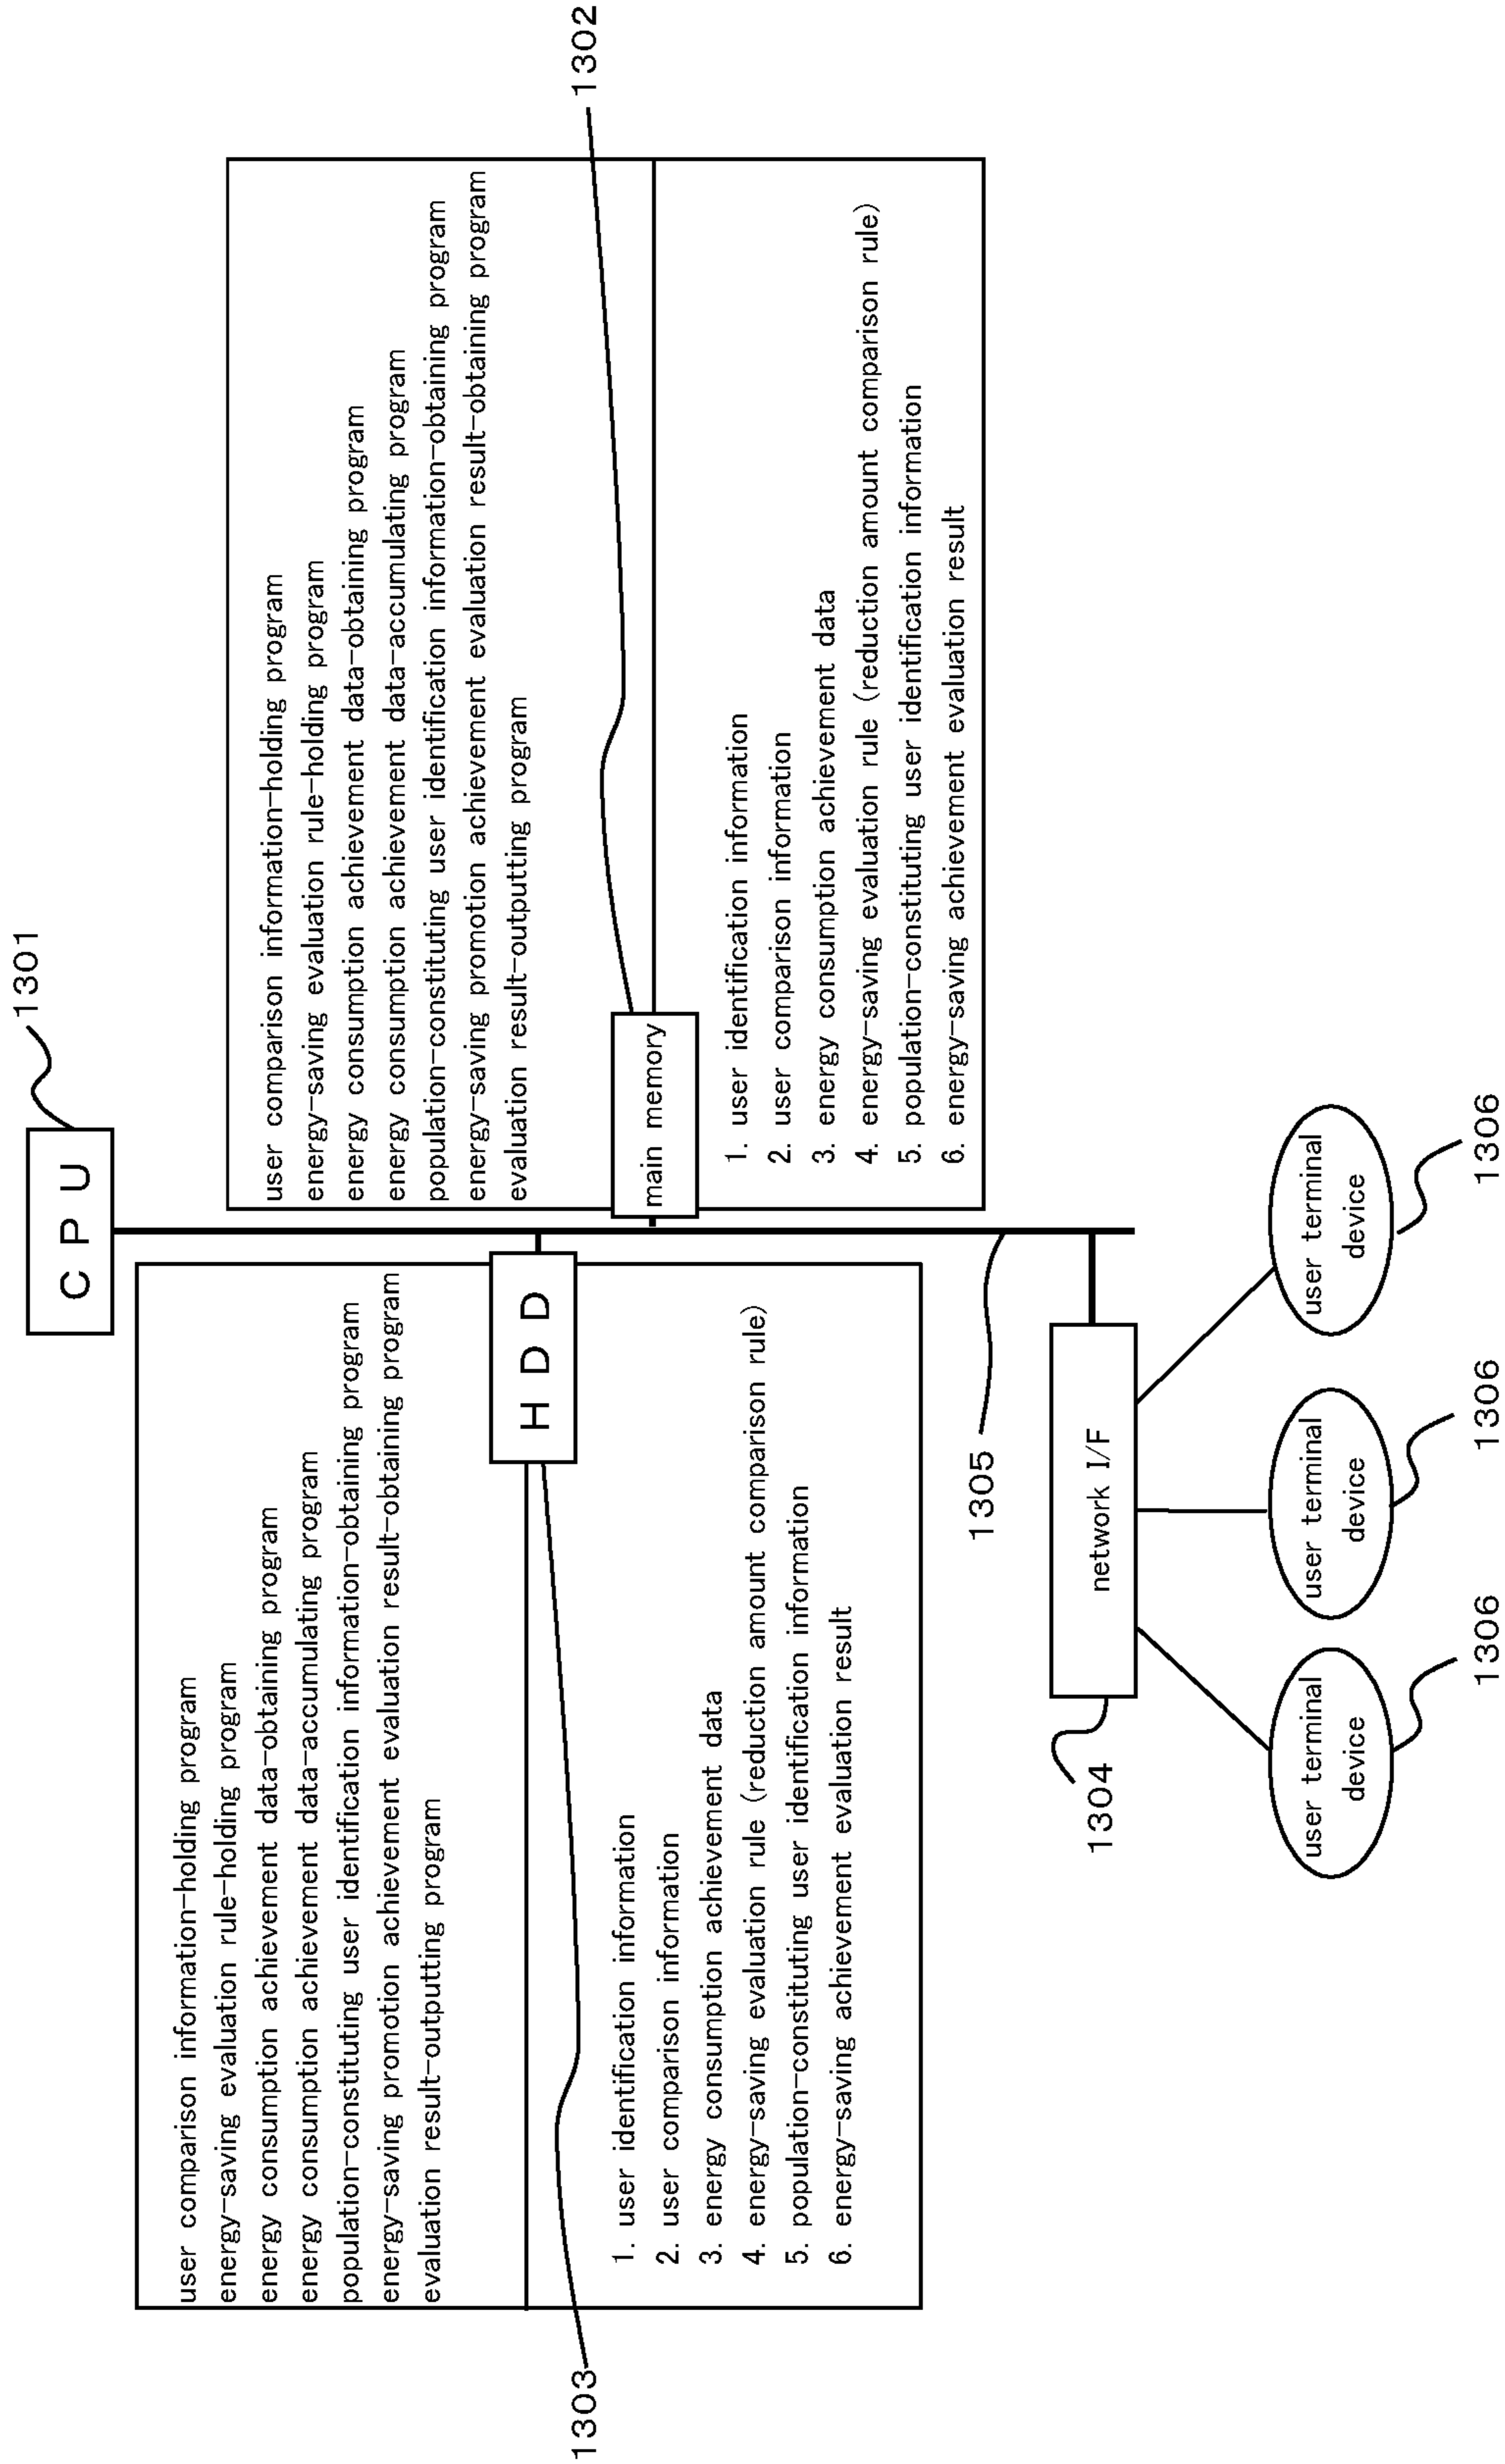 1301
C P U
user comparison information-holding program
energy-saving evaluation rule-holding program
energy consumption achievement data-obtaining program
energy consumption achievement data-accumulating program
population-constituting user identification information-obtaining program
energy-saving promotion achievement evaluation result-obtaining program
evaluation result-outputting program
H D D
1303
1. user identification information
2. user comparison information
3. energy consumption achievement data
4. energy-saving evaluation rule (reduction amount comparison rule)
5. population-constituting user identification information
6. energy-saving achievement evaluation result
user comparison information-holding program
energy-saving evaluation rule-holding program
energy consumption achievement data-obtaining program
energy consumption achievement data-accumulating program
population-constituting user identification information-obtaining program
energy-saving promotion achievement evaluation result-obtaining program
evaluation result-outputting program
main memory
1302
1. user identification information
2. user comparison information
3. energy consumption achievement data
4. energy-saving evaluation rule (reduction amount comparison rule)
5. population-constituting user identification information
6. energy-saving achievement evaluation result
1305
network I/F
1304
user terminal
device
user terminal
device
user terminal
device
1306
1306
1306